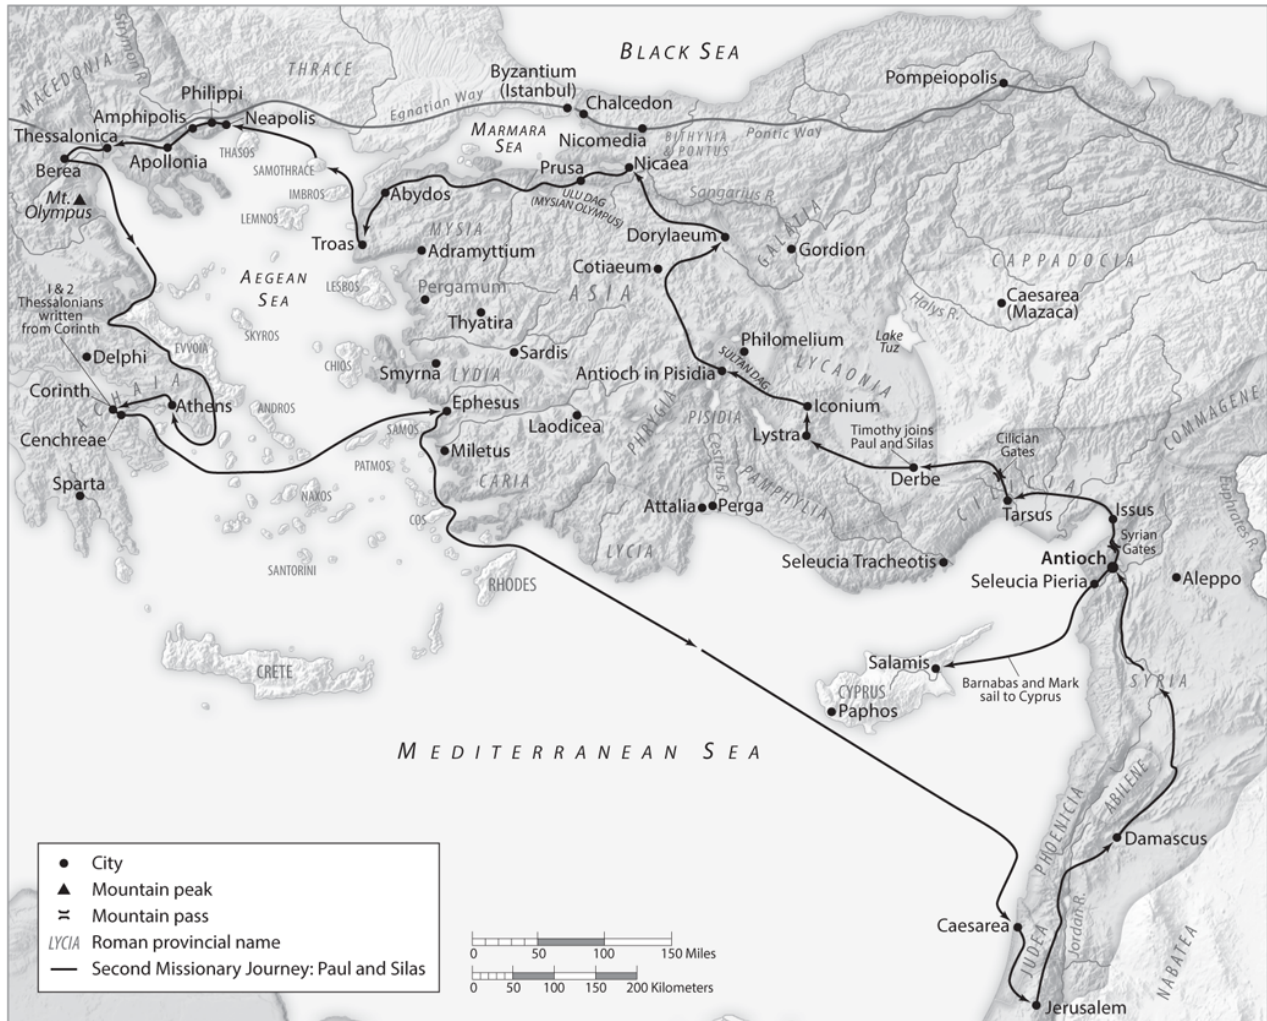 BLACK SEA
MACEDONIA
Strymon R.
THRACE
Byzantium
(Istanbul)
Pompeiopolis
Philippi
Egnatian Way
Chalcedon
Amphipolis
Neapolis
MARMARA
SEA
Nicomedia
BITHYNIA
& PONTUS
Pontic Way
Thessalonica
Apollonia
THASOS
SAMOTHRACE
Prusa
Nicaea
Berea
Mt.
Olympus
IMBROS
Abydos
ULU DAG
(MYSIAN OLYMPUS)
Sangarius R.
LEMNOS
MYSIA
Troas
Adramyttium
Dorylaeum
GALATIA
Gordion
Cotiaeum
CAPPADOCIA
AEGEAN
SEA
LESBOS
Pergamum
ASIA
Halys R.
Caesarea
(Mazaca)
1 & 2
Thessalonians
written
from Corinth
Thyatira
SKYROS
Lake
Tuz
Delphi
EVVOIA
CHIOS
Sardis
Philomelium
SULTAN DAG
LYCAONIA
Smyrna
LYDIA
Antioch in Pisidia
Corinth
ACHAIA
Athens
ANDROS
Ephesus
Iconium
COMMAGENE
Cenchreae
SAMOS
Laodicea
PHRYGIA
PISIDIA
Lystra
Timothy joins
Paul and Silas
Cilician
Gates
Miletus
PATMOS
Derbe
Cestrus R.
PAMPHYLIA
CILICIA
Sparta
NAXOS
CARIA
Attalia
Perga
Tarsus
Issus
Euphrates R.
COS
Syrian
Gates
SANTORINI
LYCIA
Seleucia Tracheotis
Antioch
RHODES
Seleucia Pieria
Aleppo
CRETE
Salamis
Barnabas and Mark
sail to Cyprus
SYRIA
CYPRUS
Paphos
MEDITERRANEAN SEA
ABILENE
PHOENICIA
Damascus
City
Mountain peak
Mountain pass
LYCIA Roman provincial name
Second Missionary Journey: Paul and Silas
0 50 100 150 Miles
0 50 100 150 200 Kilometers
Caesarea
JUDEA
Jordan R.
NABATEA
Jerusalem